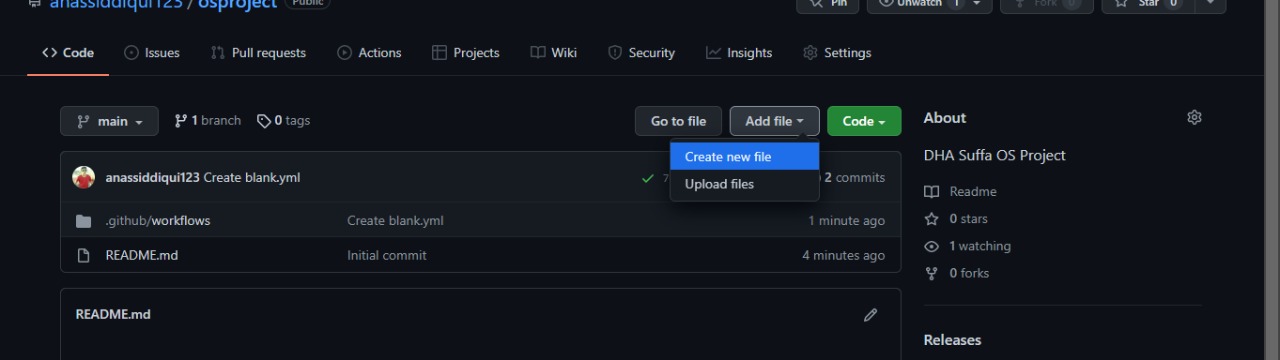 anassiddiqui123 / osproject Public
Pin Unwatch 1 Fork 0 Star 0
Code Issues Pull requests Actions Projects Wiki Security Insights Settings
main 1 branch 0 tags Go to file Add file Code
Create new file
Upload files
anassiddiqui123 Create blank.yml 7 2 commits
.github/workflows Create blank.yml 1 minute ago
README.md Initial commit 4 minutes ago
README.md
About
DHA Suffa OS Project
Readme
0 stars
1 watching
0 forks
Releases